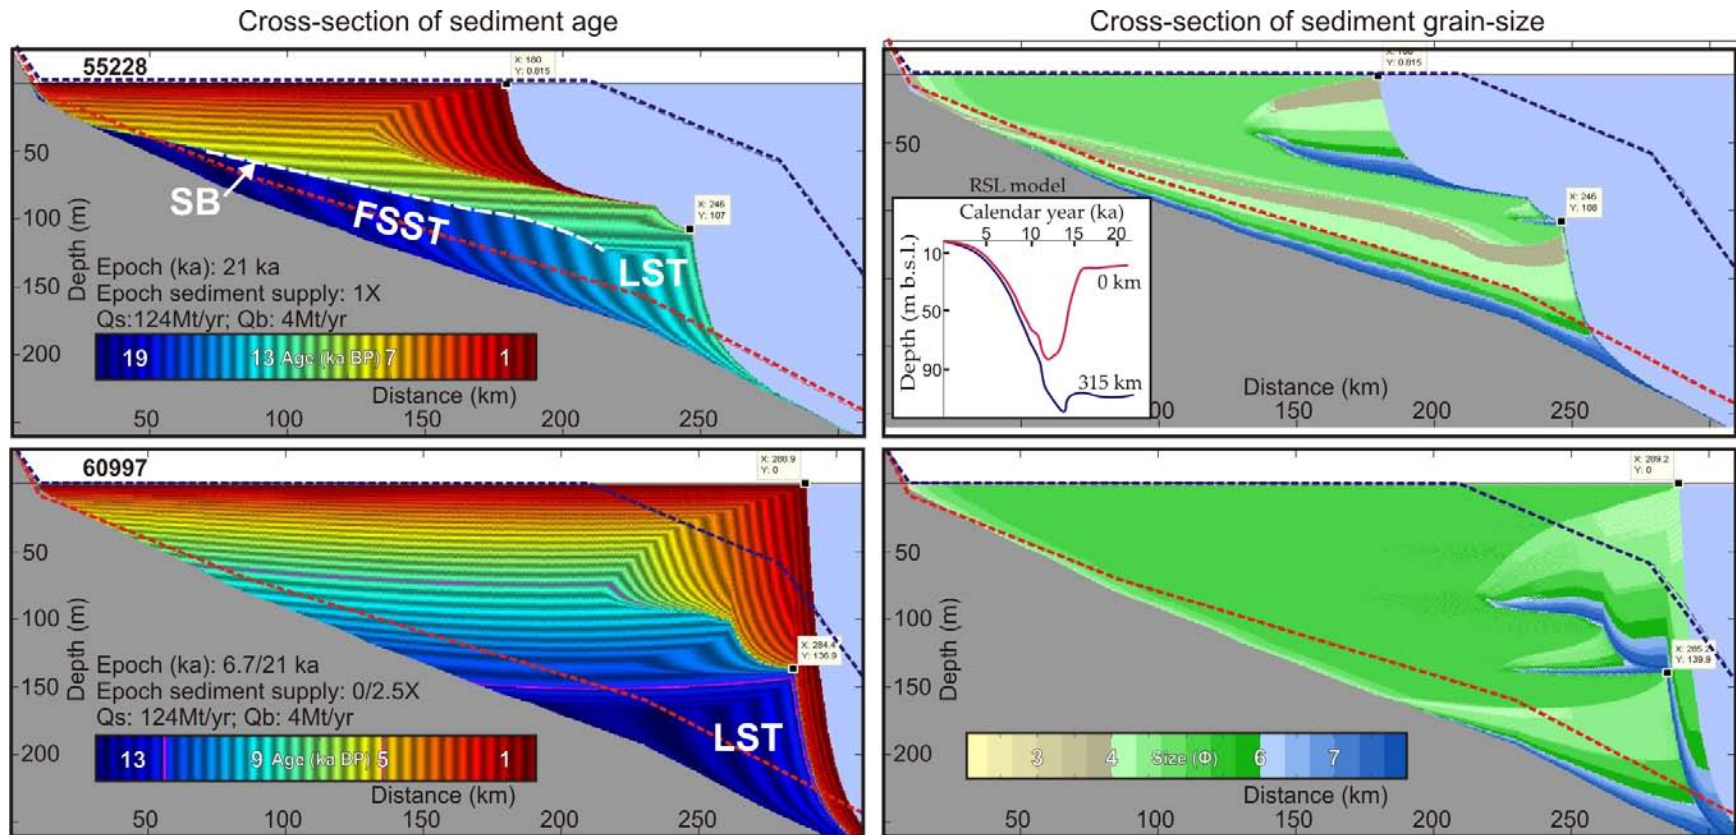 Cross-section of sediment age
55228
X: 180
Y: 0.815
50
100
150
200
Depth (m)
SB
FSST
LST
X: 246
Y: 107
Epoch (ka): 21 ka
Epoch sediment supply: 1X
Qs:124Mt/yr; Qb: 4Mt/yr
19 13 Age (ka BP) 7 1
Distance (km)
50 100 150 200 250
Cross-section of sediment grain-size
Y: 0.815
50
X: 246
Y: 108
RSL model
Calendar year (ka)
5 10 15 20
10
50
90
Depth (m b.s.l.)
0 km
315 km
Distance (km)
00 150 200 250
60997
X: 288.9
Y: 0
50
100
150
200
Depth (m)
X: 284.4
Epoch (ka): 6.7/21 ka
Epoch sediment supply: 0/2.5X
Qs: 124Mt/yr; Qb: 4Mt/yr
LST
13 9 Age (ka BP) 5 1
Distance (km)
50 100 150 200 250
X: 289.2
Y: 0
50
100
150
200
Depth (m)
Y: 139.9
3 4 Size (Φ) 6 7
Distance (km)
50 100 150 200 250